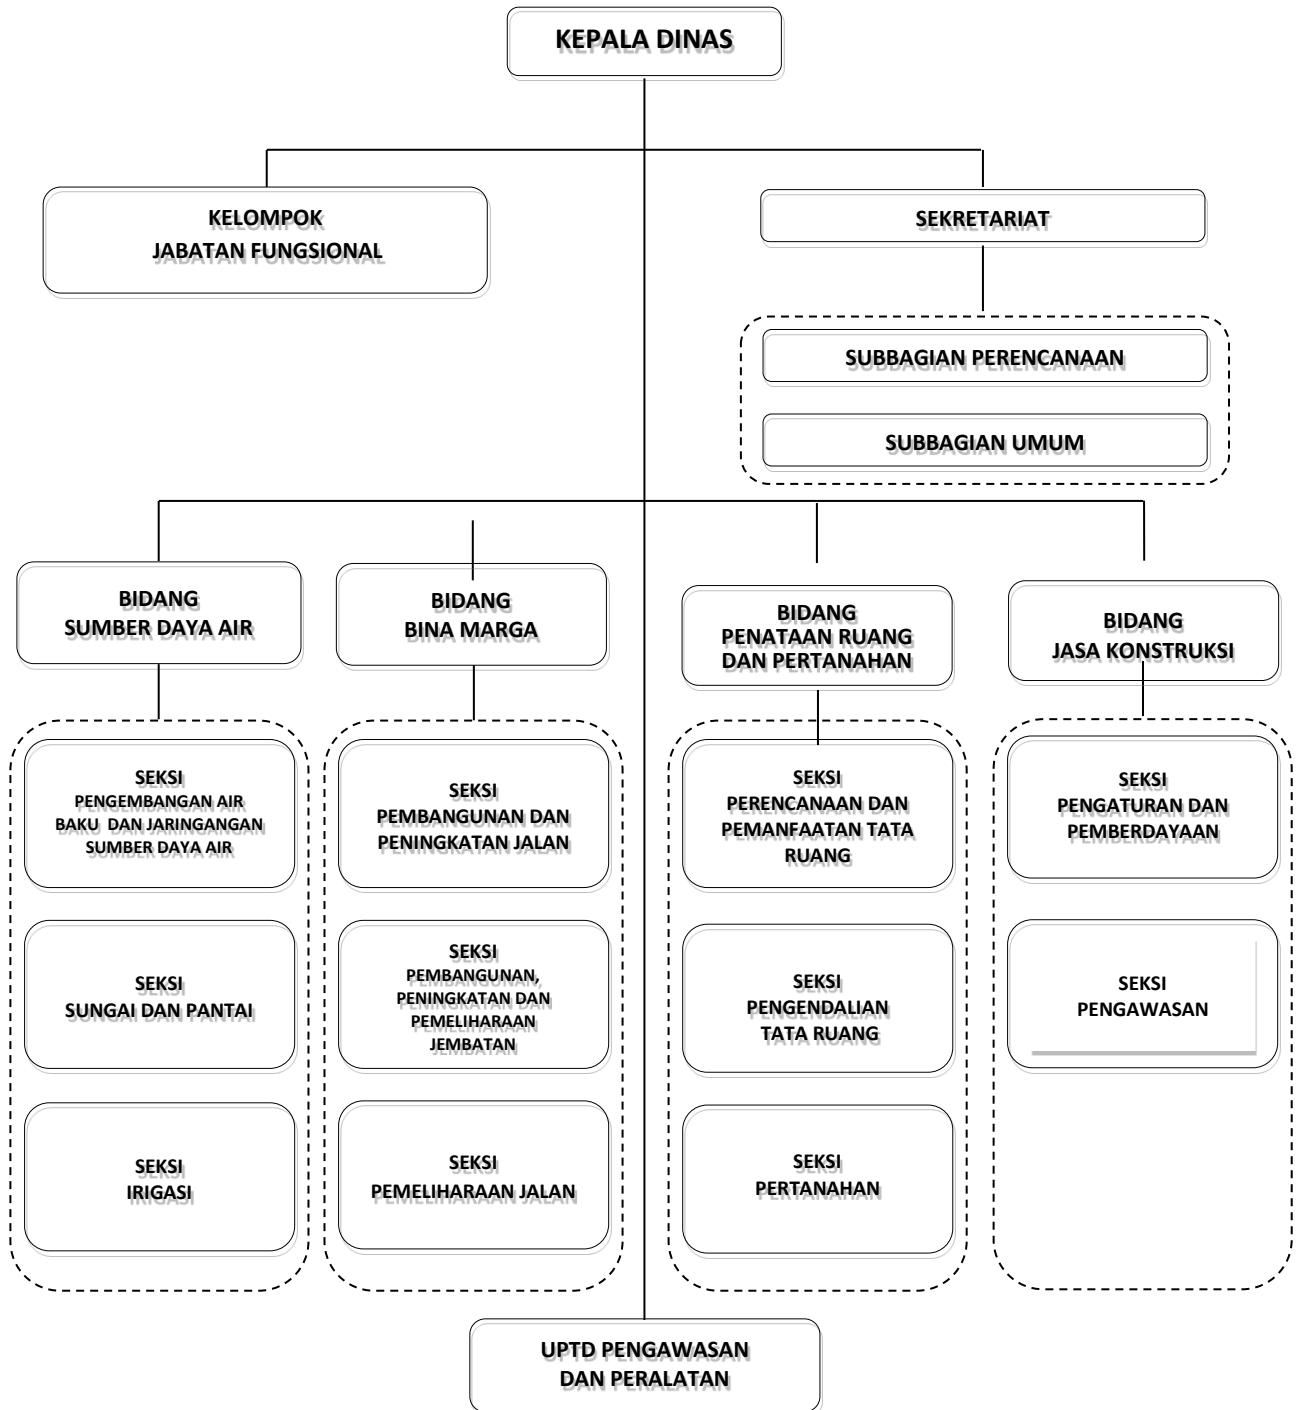 KEPALA DINAS
KELOMPOK
JABATAN FUNGSIONAL
SEKRETARIAT
SUBBAGIAN PERENCANAAN
SUBBAGIAN UMUM
BIDANG
SUMBER DAYA AIR
BIDANG
BINA MARGA
BIDANG
PENATAAN RUANG
DAN PERTANAHAN
BIDANG
JASA KONSTRUKSI
SEKSI
PENGEMBANGAN AIR
BAKU DAN JARINGANGAN
SUMBER DAYA AIR
SEKSI
PEMBANGUNAN DAN
PENINGKATAN JALAN
SEKSI
PERENCANAAN DAN
PEMANFAATAN TATA
RUANG
SEKSI
PENGATURAN DAN
PEMBERDAYAAN
SEKSI
SUNGAI DAN PANTAI
SEKSI
PEMBANGUNAN,
PENINGKATAN DAN
PEMELIHARAAN
JEMBATAN
SEKSI
PENGENDALIAN
TATA RUANG
SEKSI
PENGAWASAN
SEKSI
IRIGASI
SEKSI
PEMELIHARAAN JALAN
SEKSI
PERTANAHAN
UPTD PENGAWASAN
DAN PERALATAN